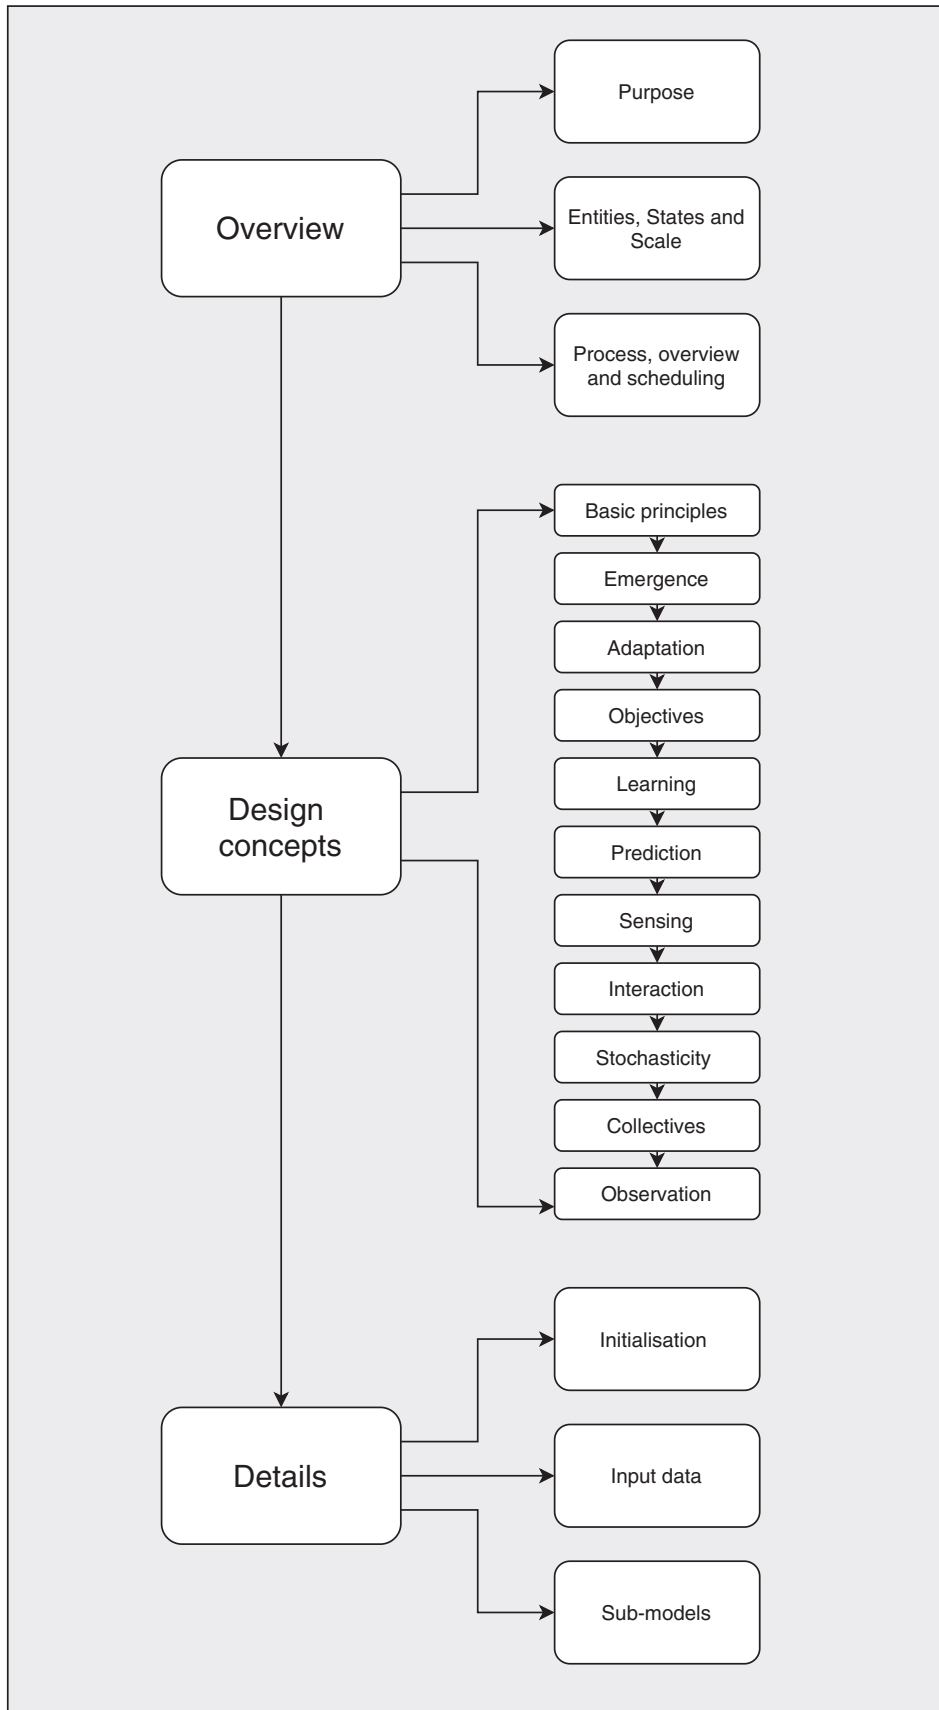 Purpose
Overview
Entities, States and
Scale
Process, overview
and scheduling
Basic principles
Emergence
Adaptation
Objectives
Learning
Design
concepts
Prediction
Sensing
Interaction
Stochasticity
Collectives
Observation
Initialisation
Details
Input data
Sub-models